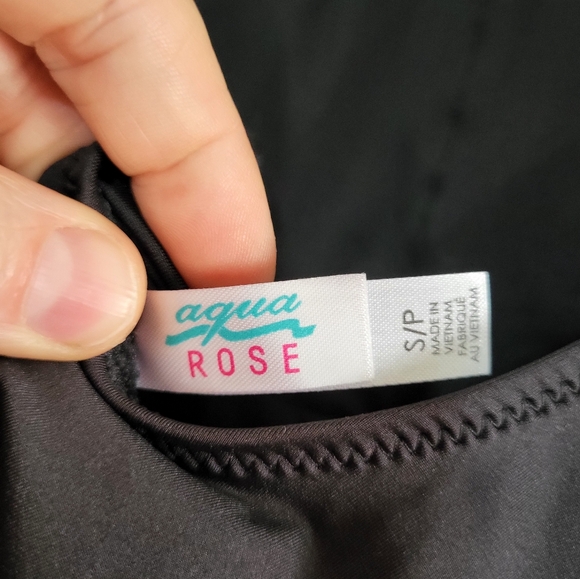 aqua
ROSE
S/P
MADE IN
VIETNAM
FABRIQUÉ
AU VIETNAM